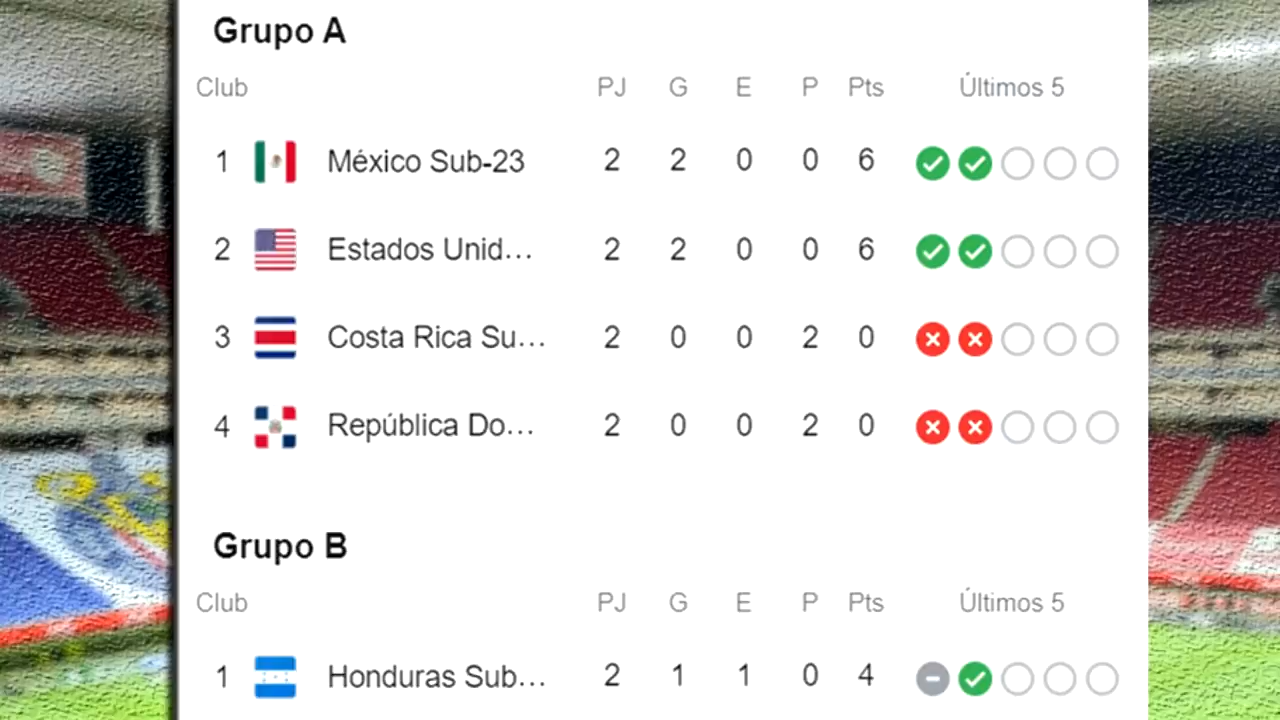 Grupo A
Club PJ G E P Pts Últimos 5
1 México Sub-23 2 2 0 0 6
2 Estados Unid... 2 2 0 0 6
3 Costa Rica Su... 2 0 0 2 0
4 República Do... 2 0 0 2 0
Grupo B
Club PJ G E P Pts Últimos 5
1 Honduras Sub... 2 1 1 0 4